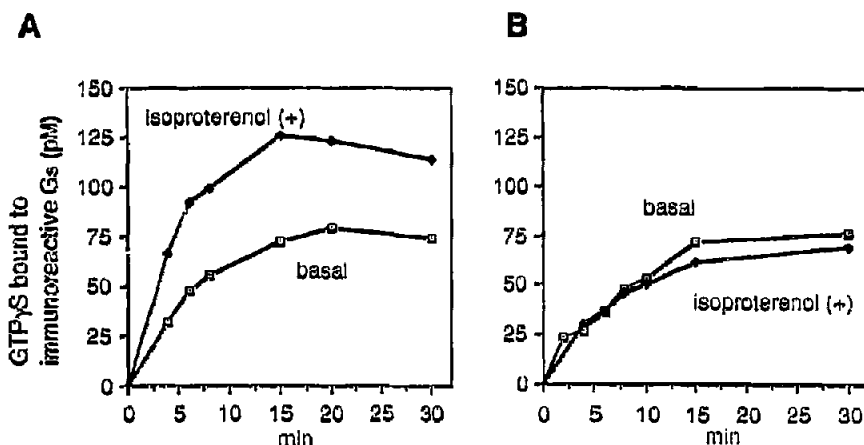 A
B
GTPγS bound to
immunoreactive Gs (pM)
150
125
100
75
50
25
0
isoproterenol (+)
basal
0 5 10 15 20 25 30
min
150
125
100
75
50
25
0
basal
isoproterenol (+)
0 5 10 15 20 25 30
min